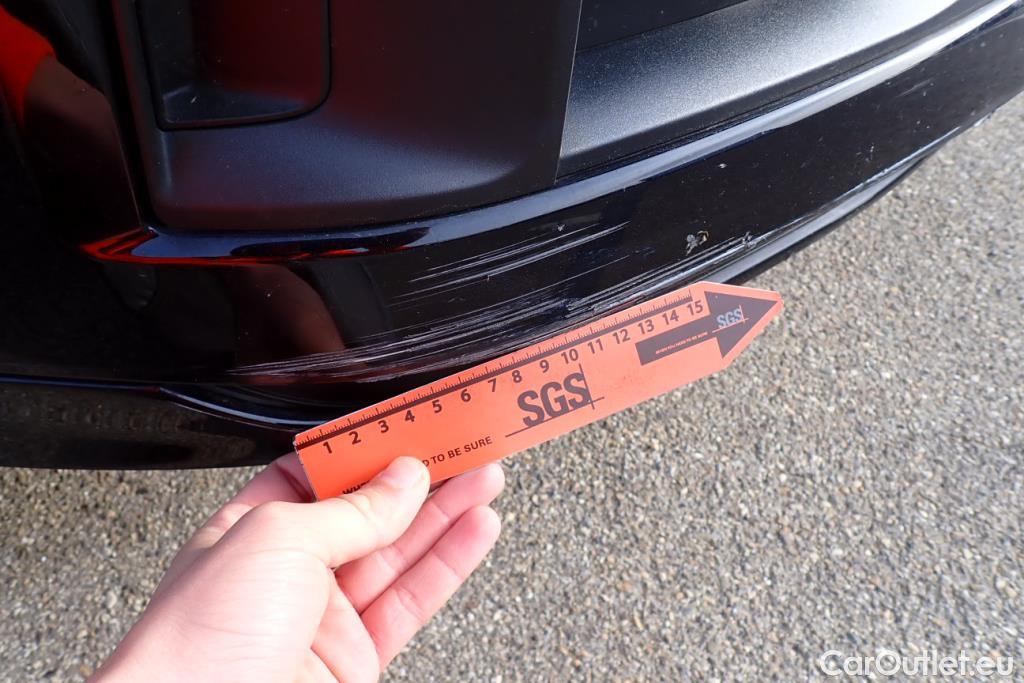 1 2 3 4 5 6 7 8 9 10 11 12 13 14 15
SGS
SGS
D TO BE SURE
CarOutlet.eu